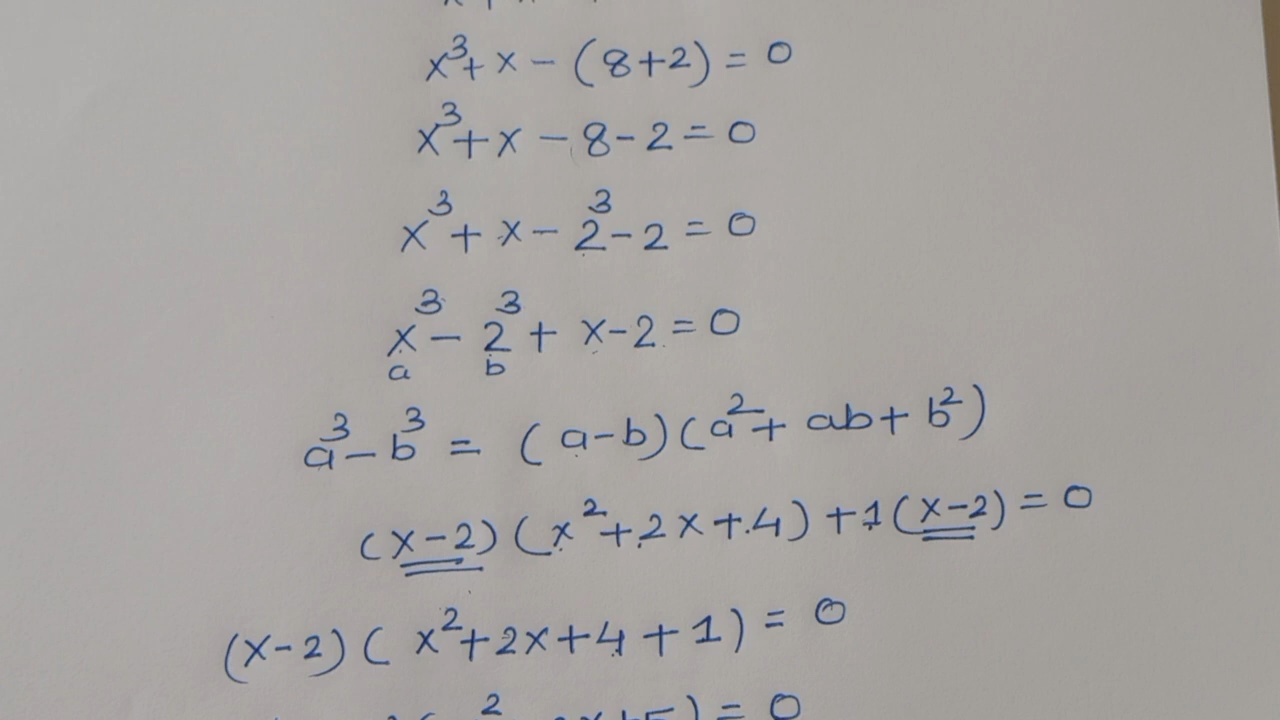 x³ + x - (8+2) = 0
x³ + x - 8 - 2 = 0
x³ + x - 2³ - 2 = 0
x³ - 2³ + x - 2 = 0
a b
a³ - b³ = (a-b)(a² + ab + b²)
(x-2)(x² + 2x + 4) + 1(x-2) = 0
(x-2)(x² + 2x + 4 + 1) = 0